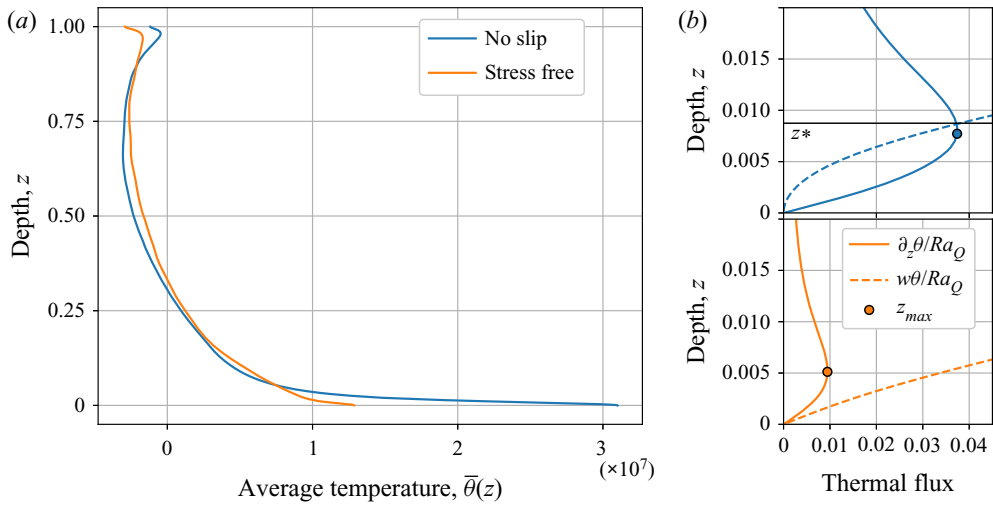 (a)
1.00
0.75
0.50
0.25
0
Depth, z
0
1
2
3
(×10⁷)
Average temperature, θ̅(z)
No slip
Stress free
(b)
0.015
0.010
0.005
0
Depth, z
z*
0.015
0.010
0.005
0
Depth, z
∂zθ/RaQ
wθ/RaQ
zmax
0
0.01
0.02
0.03
0.04
Thermal flux